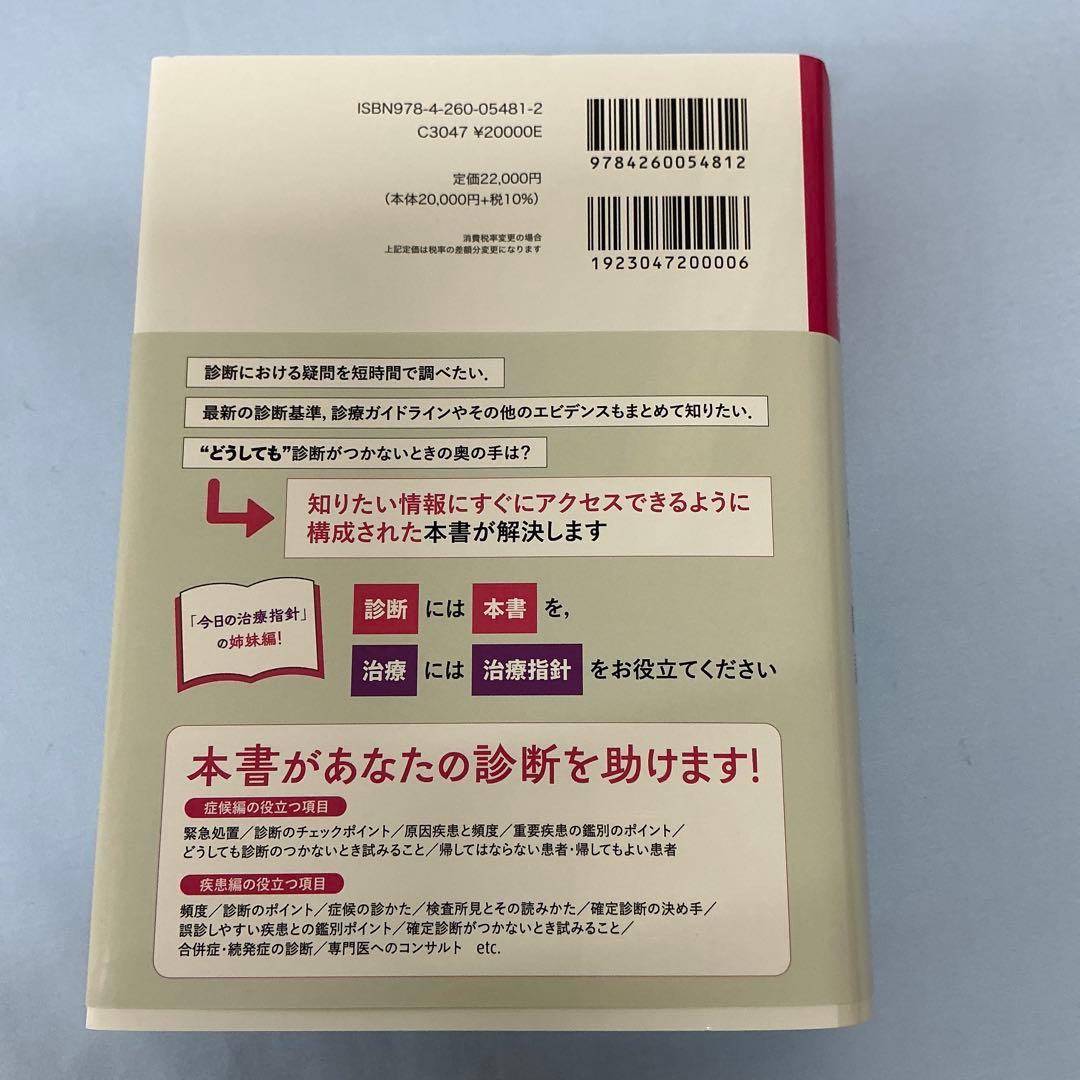 ISBN978-4-260-05481-2
C3047 ¥20000E
9784260054812
定価22,000円
(本体20,000円+税10%)
消費税率変更の場合
上記定価は税率の差額分変更になります
1923047200006
診断における疑問を短時間で調べたい.
最新の診断基準, 診療ガイドラインやその他のエビデンスもまとめて知りたい.
“どうしても”診断がつかないときの奥の手は?
知りたい情報にすぐにアクセスできるように
構成された本書が解決します
「今日の治療指針」
の姉妹編!
診断 には 本書 を,
治療 には 治療指針 をお役立てください
本書があなたの診断を助けます!
症候編の役立つ項目
緊急処置/診断のチェックポイント/原因疾患と頻度/重要疾患の鑑別のポイント/
どうしても診断のつかないとき試みること/帰してはならない患者・帰してもよい患者
疾患編の役立つ項目
頻度/診断のポイント/症候の診かた/検査所見とその読みかた/確定診断の決め手/
誤診しやすい疾患との鑑別ポイント/確定診断がつかないとき試みること/
合併症・続発症の診断/専門医へのコンサルト etc.